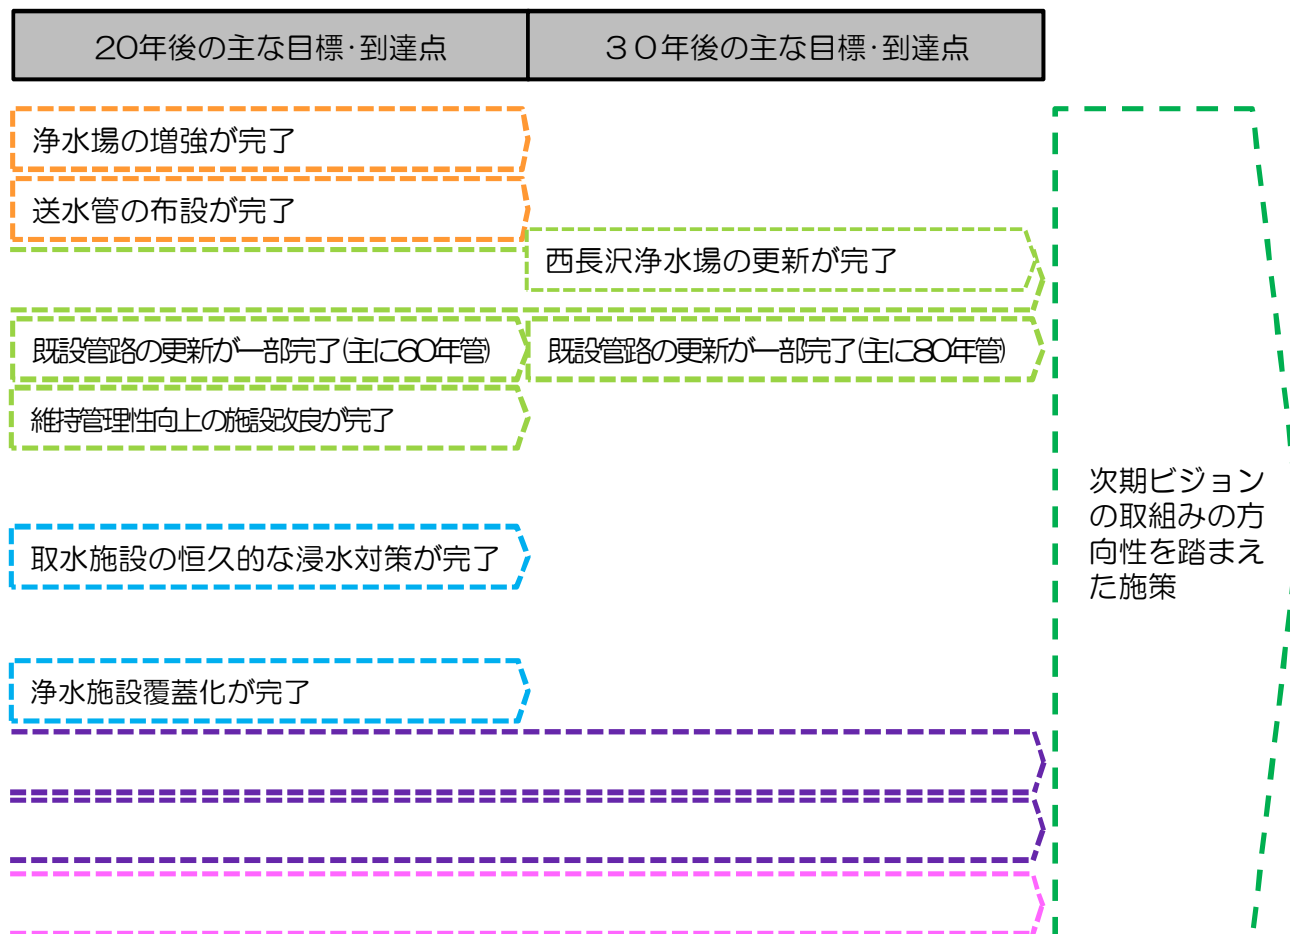 20年後の主な目標・到達点
３０年後の主な目標・到達点
浄水場の増強が完了
送水管の布設が完了
西長沢浄水場の更新が完了
既設管路の更新が一部完了(主に60年管)
既設管路の更新が一部完了(主に80年管)
維持管理性向上の施設改良が完了
取水施設の恒久的な浸水対策が完了
浄水施設覆蓋化が完了
次期ビジョン
の取組みの方
向性を踏まえ
た施策